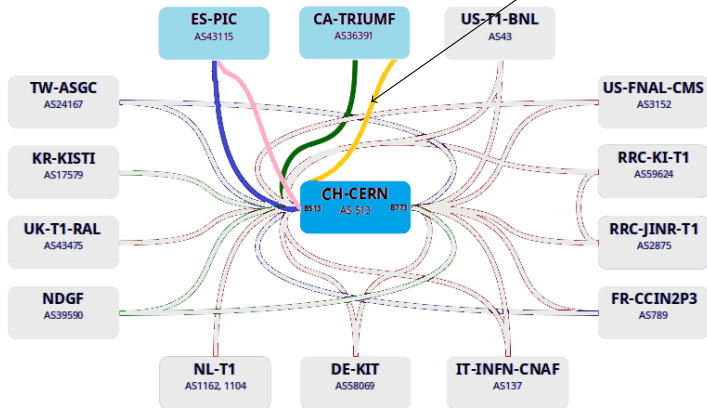 ES-PIC
AS43115
CA-TRIUMF
AS36391
US-T1-BNL
AS43
TW-ASGC
AS24167
US-FNAL-CMS
AS3152
KR-KISTI
AS17579
RRC-KI-T1
AS59624
CH-CERN
B513 AS 513 B773
UK-T1-RAL
AS43475
RRC-JINR-T1
AS2875
NDGF
AS39590
FR-CCIN2P3
AS789
NL-T1
AS1162, 1104
DE-KIT
AS58069
IT-INFN-CNAF
AS137